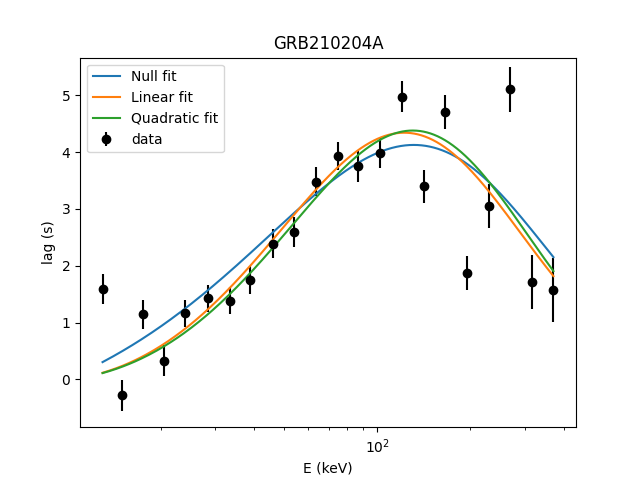 GRB210204A
Null fit
Linear fit
Quadratic fit
data
5
4
3
2
1
0
lag (s)
10²
E (keV)